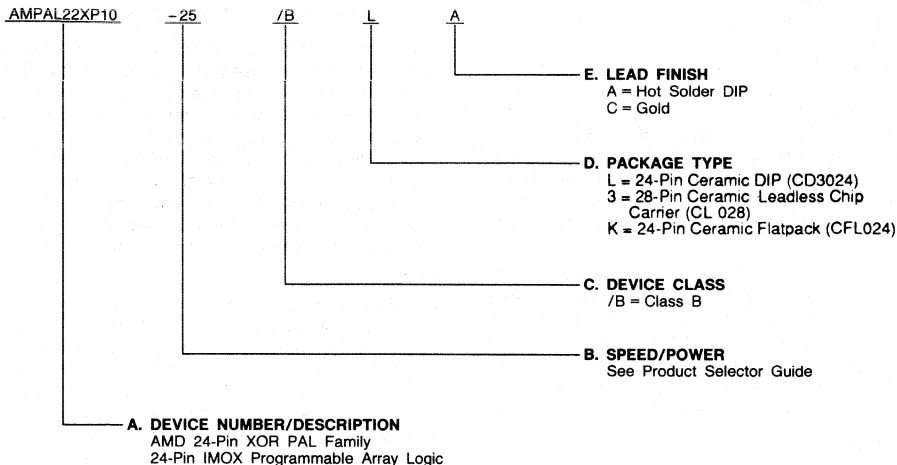 AMPAL22XP10 -25 /B L A
E. LEAD FINISH
A = Hot Solder DIP
C = Gold
D. PACKAGE TYPE
L = 24-Pin Ceramic DIP (CD3024)
3 = 28-Pin Ceramic Leadless Chip
Carrier (CL 028)
K = 24-Pin Ceramic Flatpack (CFL024)
C. DEVICE CLASS
/B = Class B
B. SPEED/POWER
See Product Selector Guide
A. DEVICE NUMBER/DESCRIPTION
AMD 24-Pin XOR PAL Family
24-Pin IMOX Programmable Array Logic